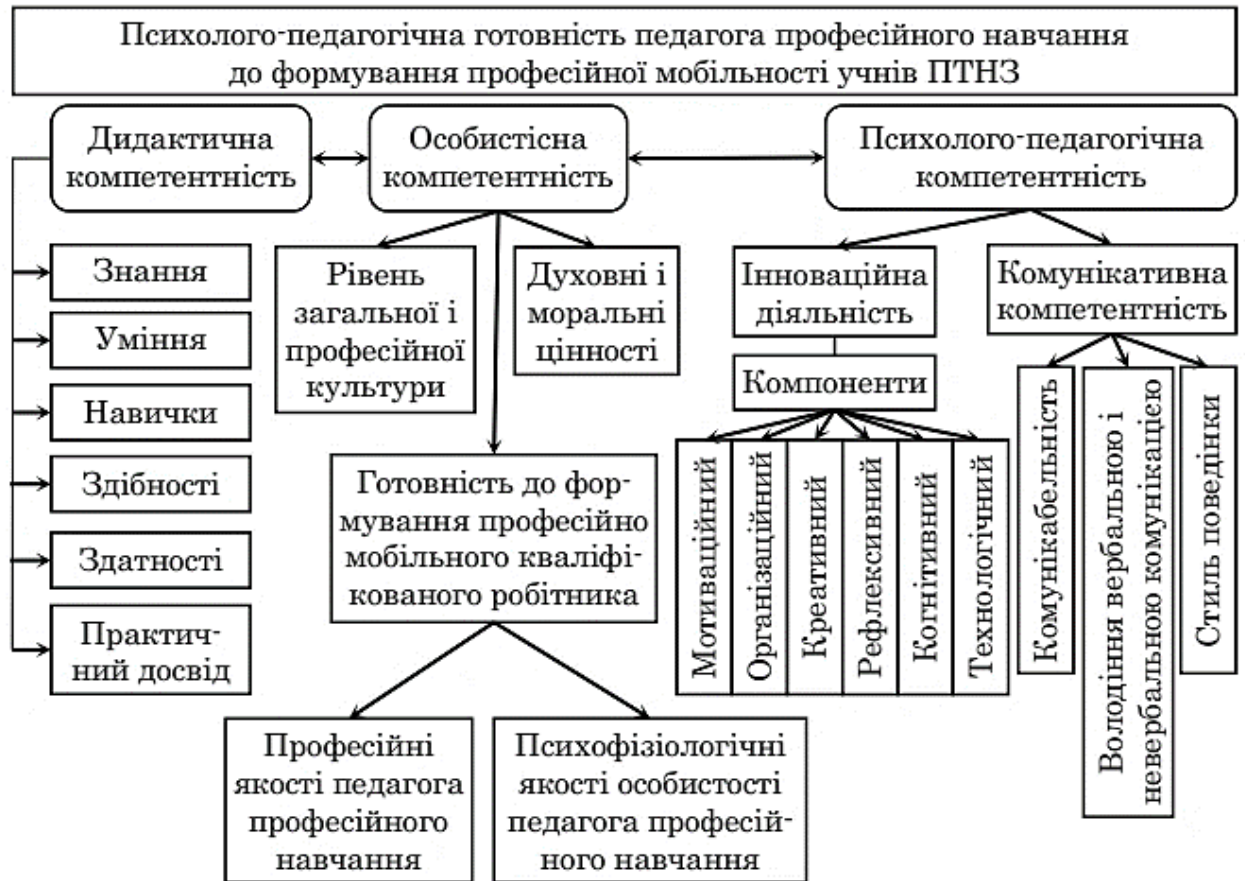 Психолого-педагогічна готовність педагога професійного навчання
до формування професійної мобільності учнів ПТНЗ
Дидактична
компетентність
Особистісна
компетентність
Психолого-педагогічна
компетентність
Знання
Уміння
Навички
Здібності
Здатності
Практич-
ний досвід
Рівень
загальної і
професійної
культури
Духовні і
моральні
цінності
Готовність до фор-
мування професійно
мобільного кваліфі-
кованого робітника
Професійні
якості педагога
професійного
навчання
Психофізіологічні
якості особистості
педагога професій-
ного навчання
Інноваційна
діяльність
Компоненти
Мотиваційний
Організаційний
Креативний
Рефлексивний
Когнітивний
Технологічний
Комунікативна
компетентність
Комунікабельність
Володіння вербальною і
невербальною комунікацією
Стиль поведінки